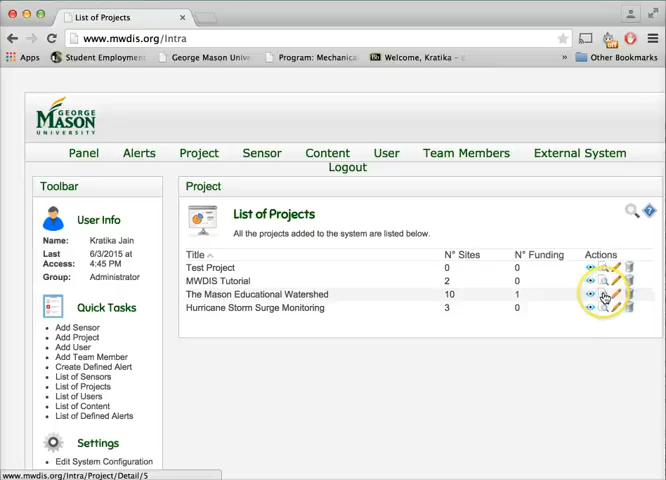 List of Projects
www.mwdis.org/Intra
Apps Student Employment George Mason Univ Program: Mechanica Welcome, Kratika - E » Other Bookmarks
GEORGE
MASON
UNIVERSITY
Panel Alerts Project Sensor Content User Team Members External System
Logout
Toolbar
User Info
Name: Kratika Jain
Last Access: 6/3/2015 at 4:45 PM
Group: Administrator
Quick Tasks
Add Sensor
Add Project
Add User
Add Team Member
Create Defined Alert
List of Sensors
List of Projects
List of Users
List of Content
List of Defined Alerts
Settings
Edit System Configuration
Project
List of Projects
All the projects added to the system are listed below.
Title N° Sites N° Funding Actions
Test Project 0 0
MWDIS Tutorial 2 0
The Mason Educational Watershed 10 1
Hurricane Storm Surge Monitoring 3 0
www.mwdis.org/Intra/Project/Detail/5